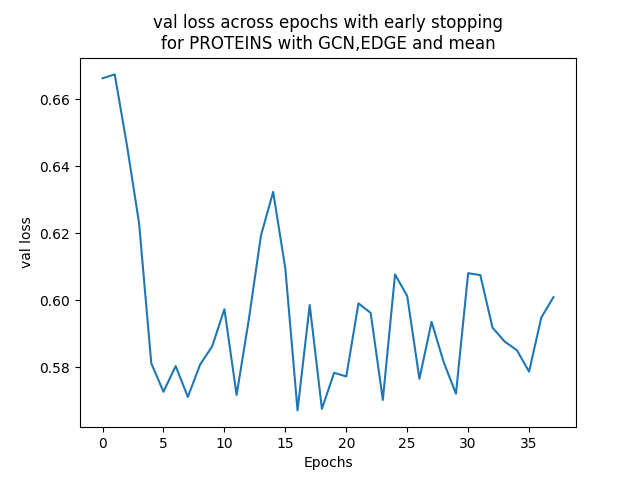 val loss across epochs with early stopping
for PROTEINS with GCN,EDGE and mean
0.66
0.64
0.62
0.60
0.58
val loss
0 5 10 15 20 25 30 35
Epochs